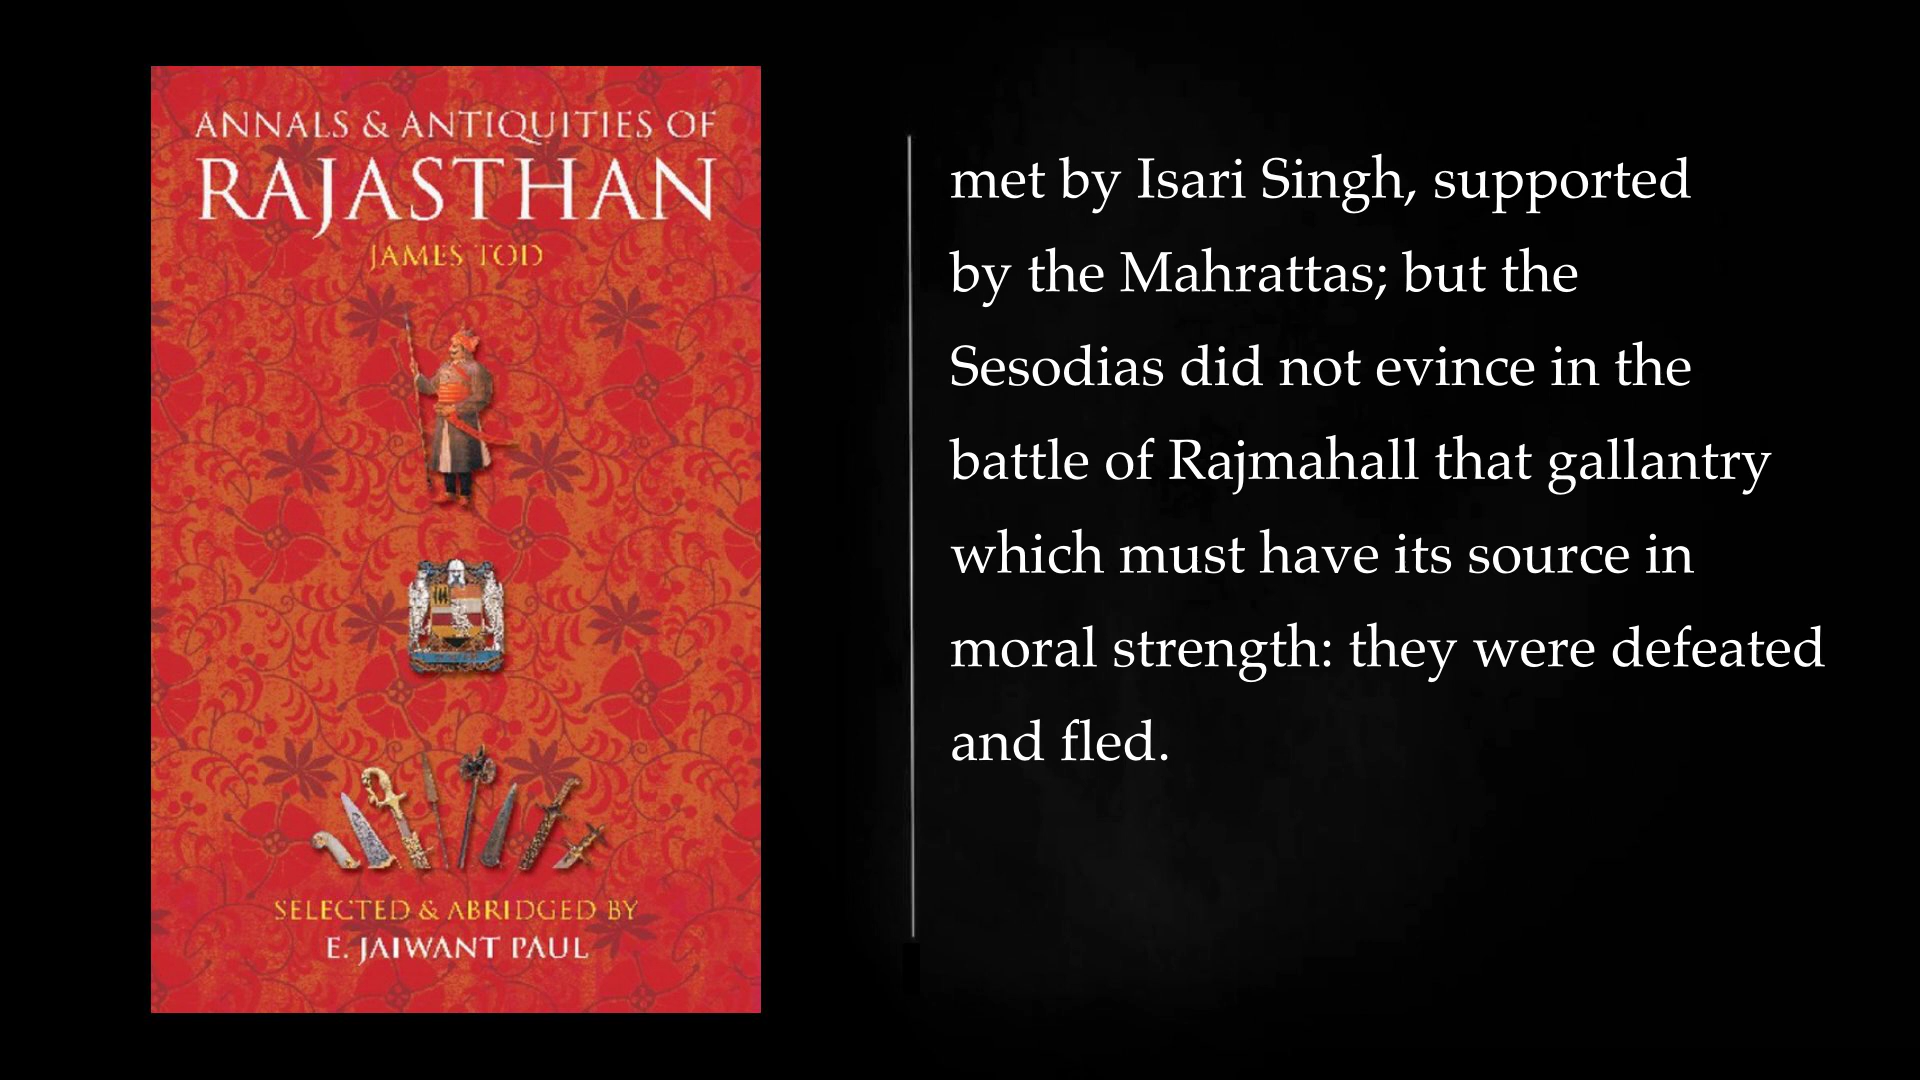 ANNALS & ANTIQUITIES OF
RAJASTHAN
JAMES TOD
SELECTED & ABRIDGED BY
E. JAIWANT PAUL
met by Isari Singh, supported
by the Mahrattas; but the
Sesodias did not evince in the
battle of Rajmahall that gallantry
which must have its source in
moral strength: they were defeated
and fled.